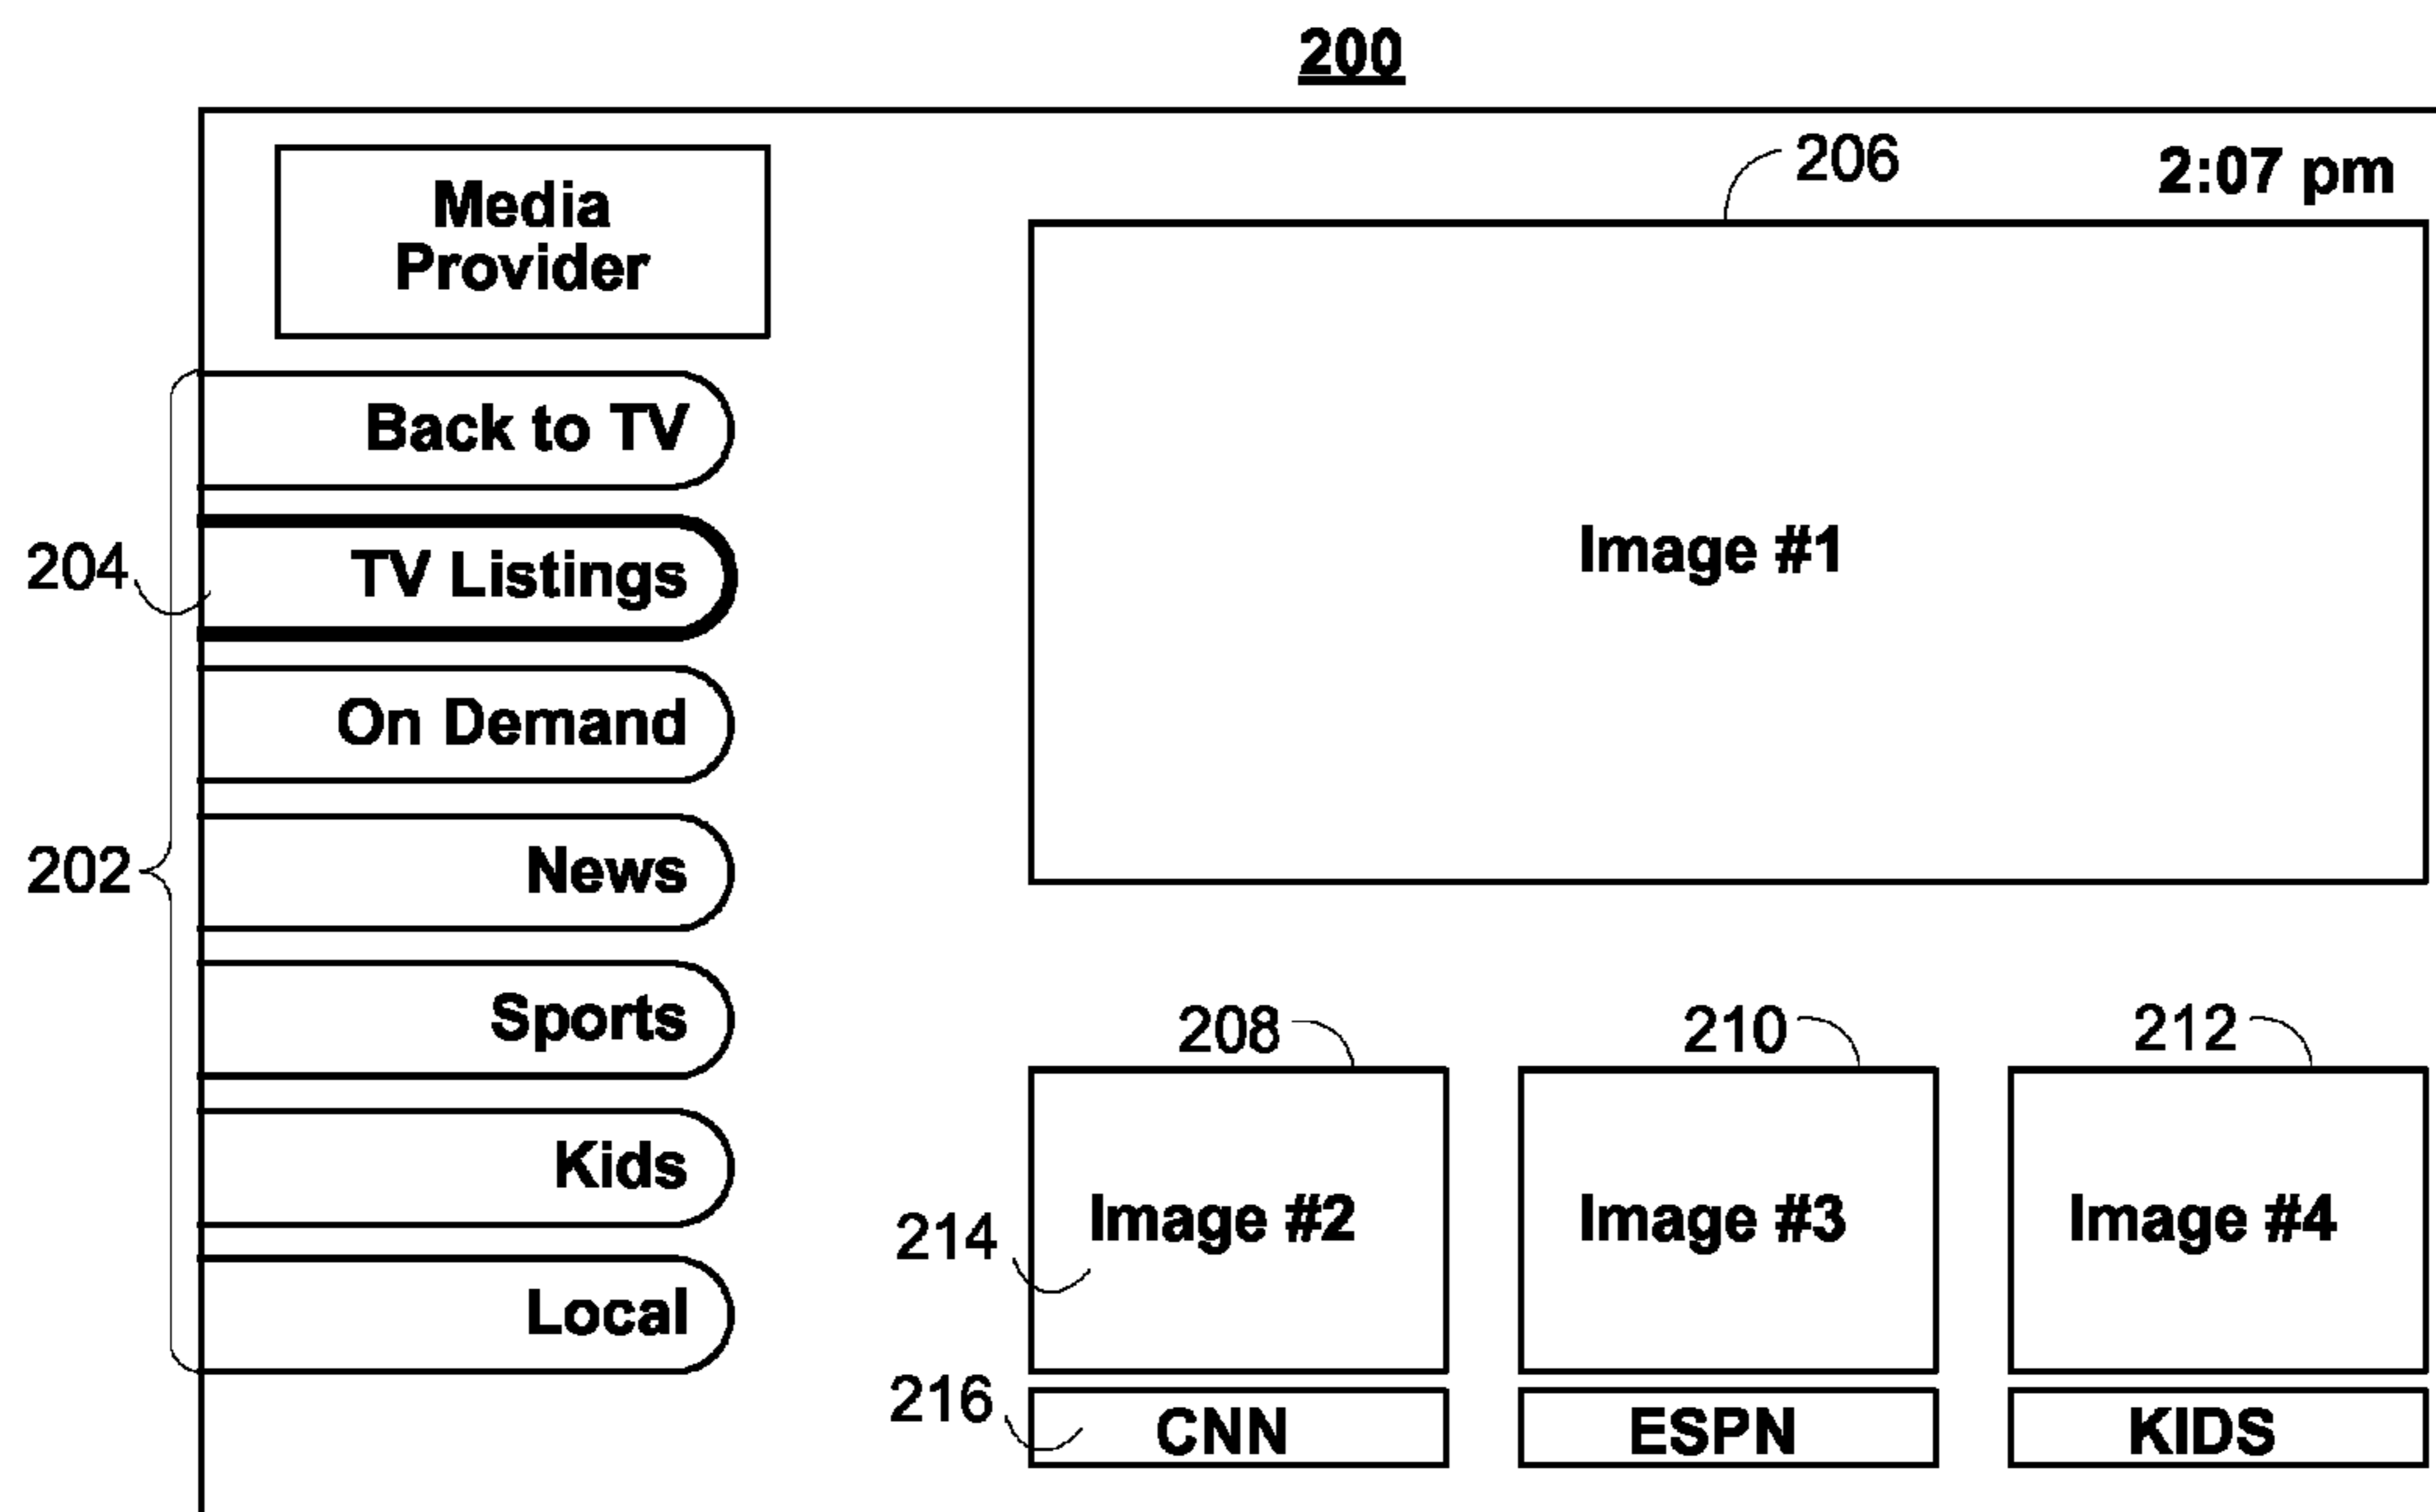 200
206
2:07 pm
Media
Provider
Back to TV
204
TV Listings
Image #1
On Demand
202
News
Sports
208
210
212
Kids
214
Image #2
Image #3
Image #4
Local
216
CNN
ESPN
KIDS